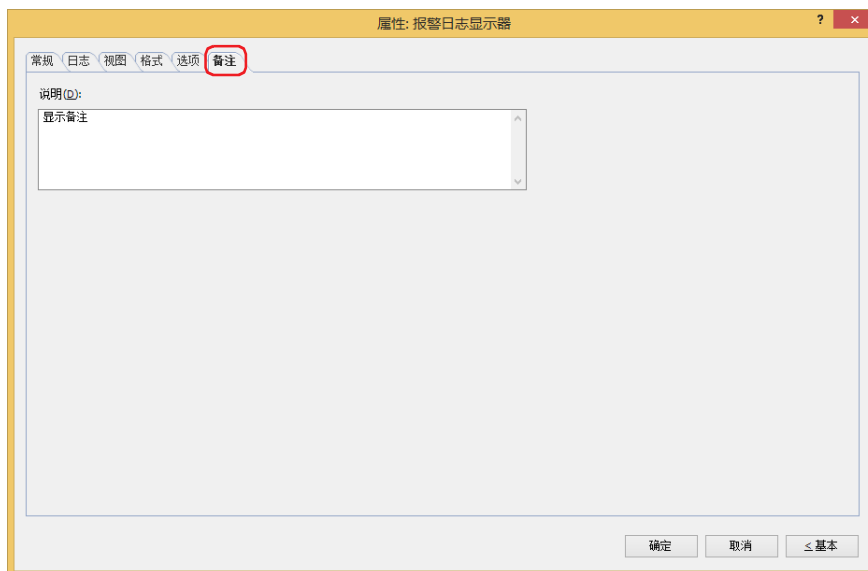 属性: 报警日志显示器
? ×
常规 日志 视图 格式 选项 备注
说明(D):
显示备注
确定 取消 ≤基本